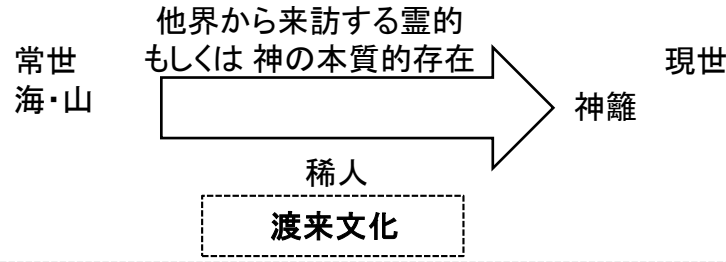 他界から来訪する霊的
もしくは 神の本質的存在
常世
海・山
現世
神籬
稀人
渡来文化